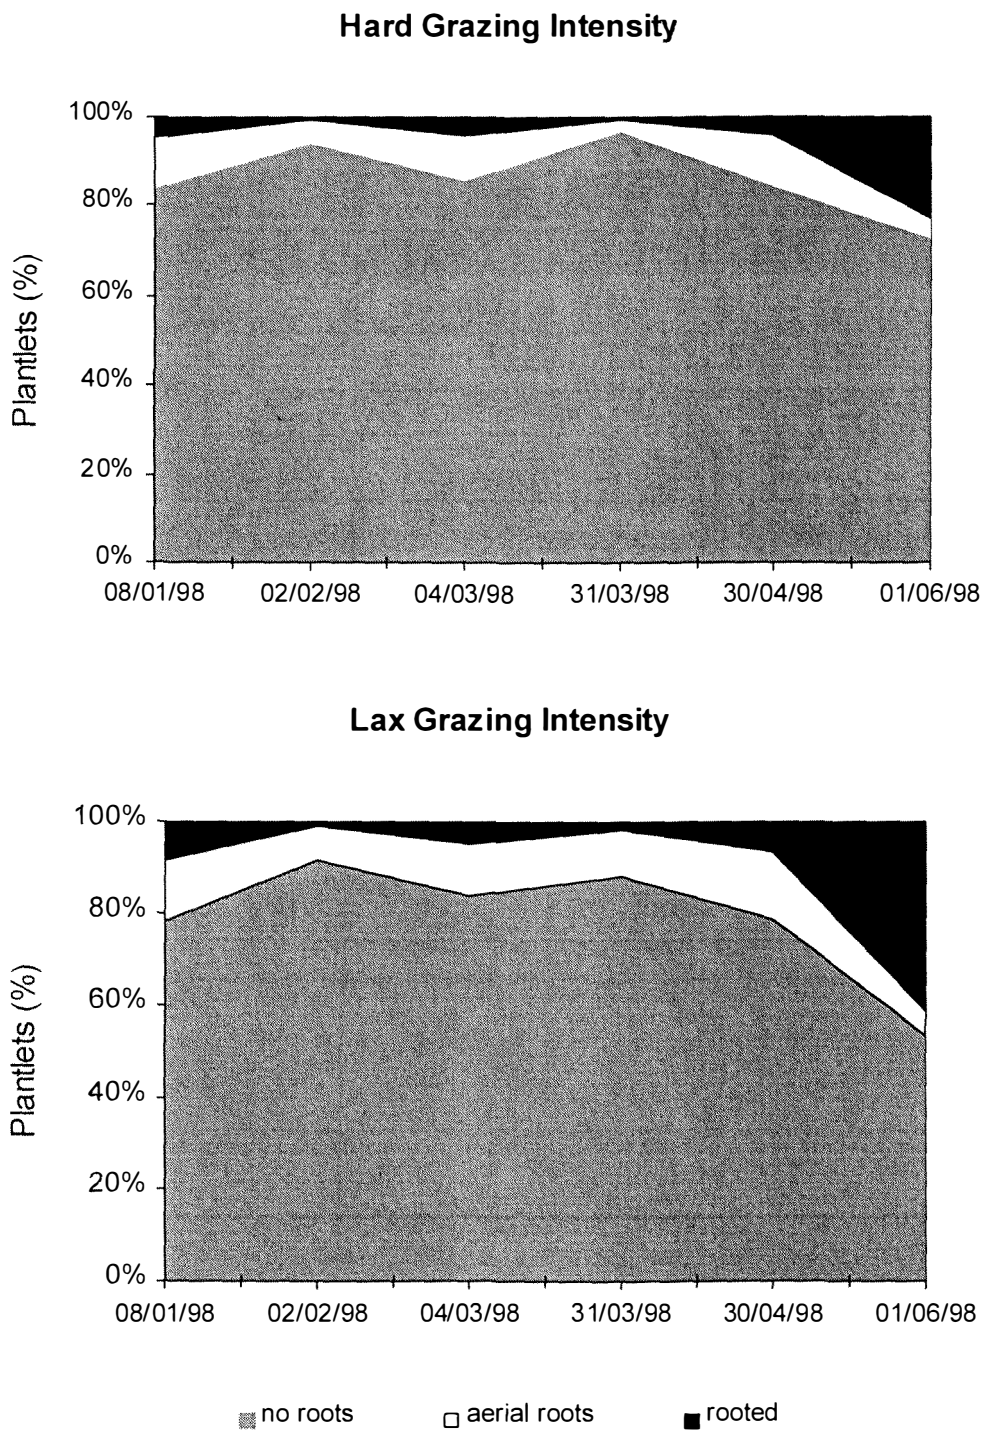 Hard Grazing Intensity
100%
80%
60%
40%
20%
0%
Plantlets (%)
08/01/98 02/02/98 04/03/98 31/03/98 30/04/98 01/06/98
Lax Grazing Intensity
100%
80%
60%
40%
20%
0%
Plantlets (%)
08/01/98 02/02/98 04/03/98 31/03/98 30/04/98 01/06/98
no roots aerial roots rooted